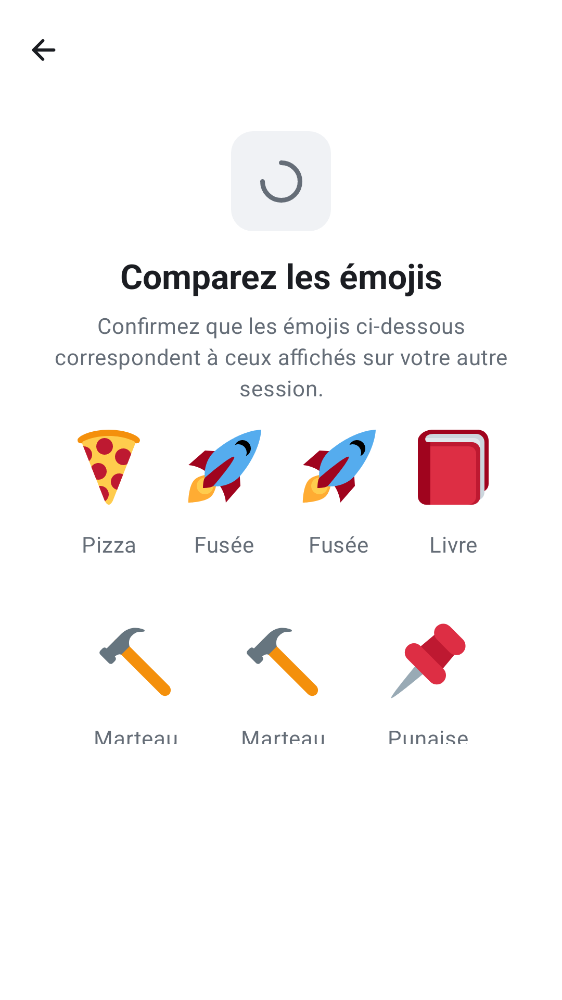 Comparez les émojis
Confirmez que les émojis ci-dessous
correspondent à ceux affichés sur votre autre
session.
Pizza Fusée Fusée Livre
Marteau Marteau Punaise